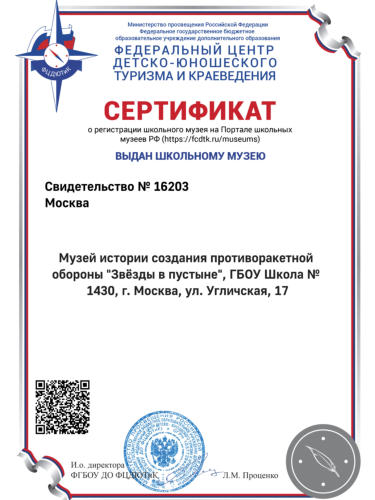 Министерство просвещения Российской Федерации
Федеральное государственное бюджетное
образовательное учреждение дополнительного образования
ФЕДЕРАЛЬНЫЙ ЦЕНТР
ДЕТСКО-ЮНОШЕСКОГО
ТУРИЗМА И КРАЕВЕДЕНИЯ
ФЦДЮТиК
СЕРТИФИКАТ
о регистрации школьного музея на Портале школьных
музеев РФ (https://fcdtk.ru/museums)
ВЫДАН ШКОЛЬНОМУ МУЗЕЮ
Свидетельство № 16203
Москва
Музей истории создания противоракетной
обороны "Звёзды в пустыне", ГБОУ Школа №
1430, г. Москва, ул. Угличская, 17
И.о. директора
ФГБОУ ДО ФЦДЮТиК
Л.М. Проценко